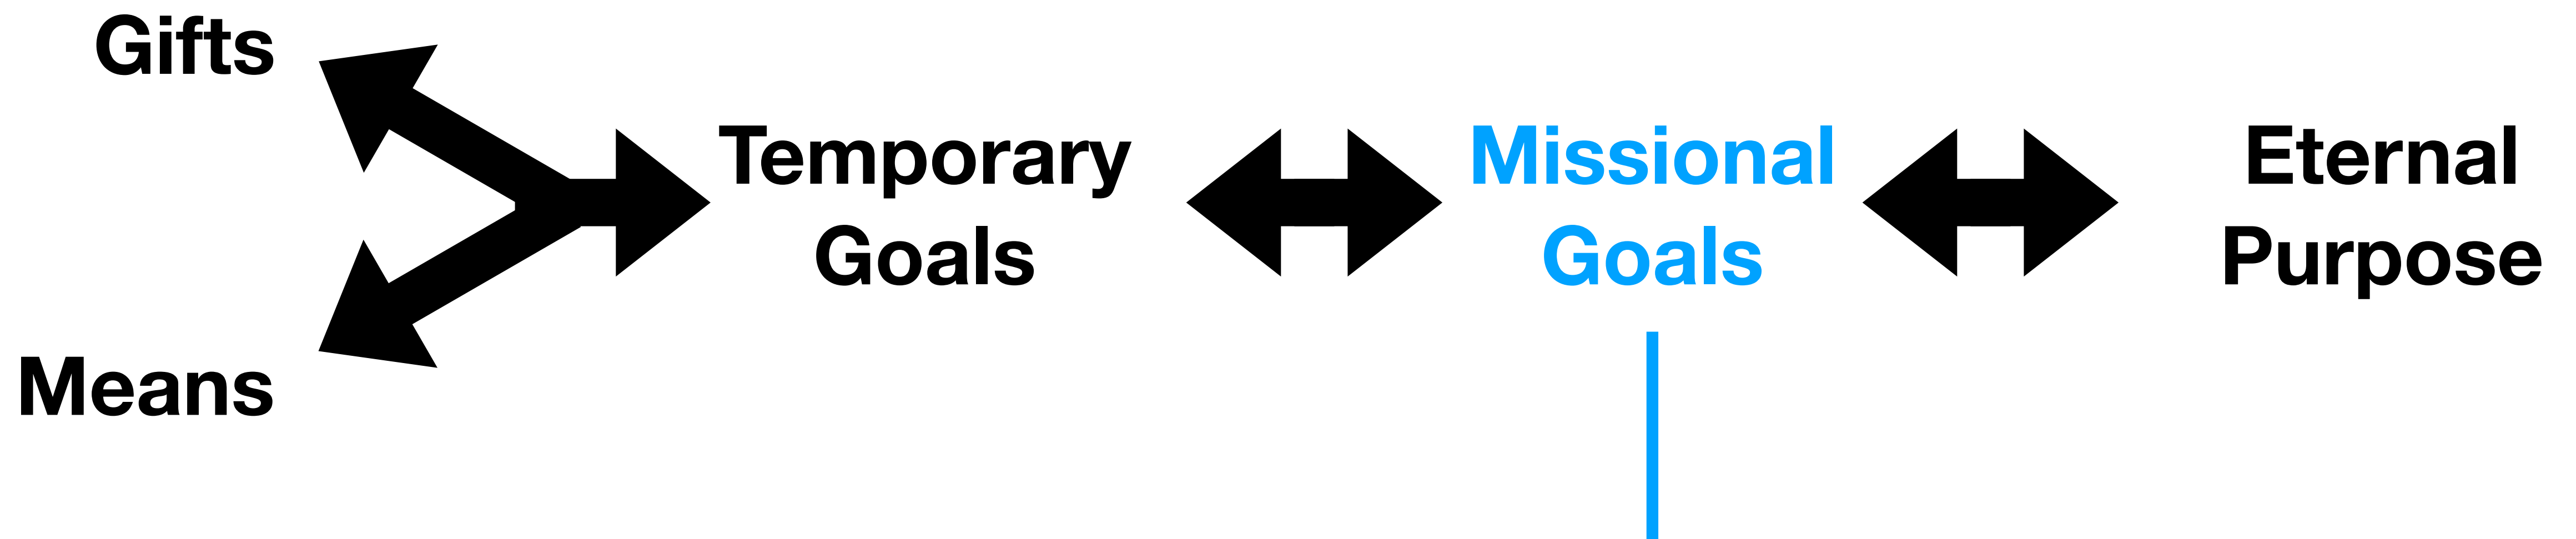 Gifts
Means
Temporary
Goals
Missional
Goals
Eternal
Purpose